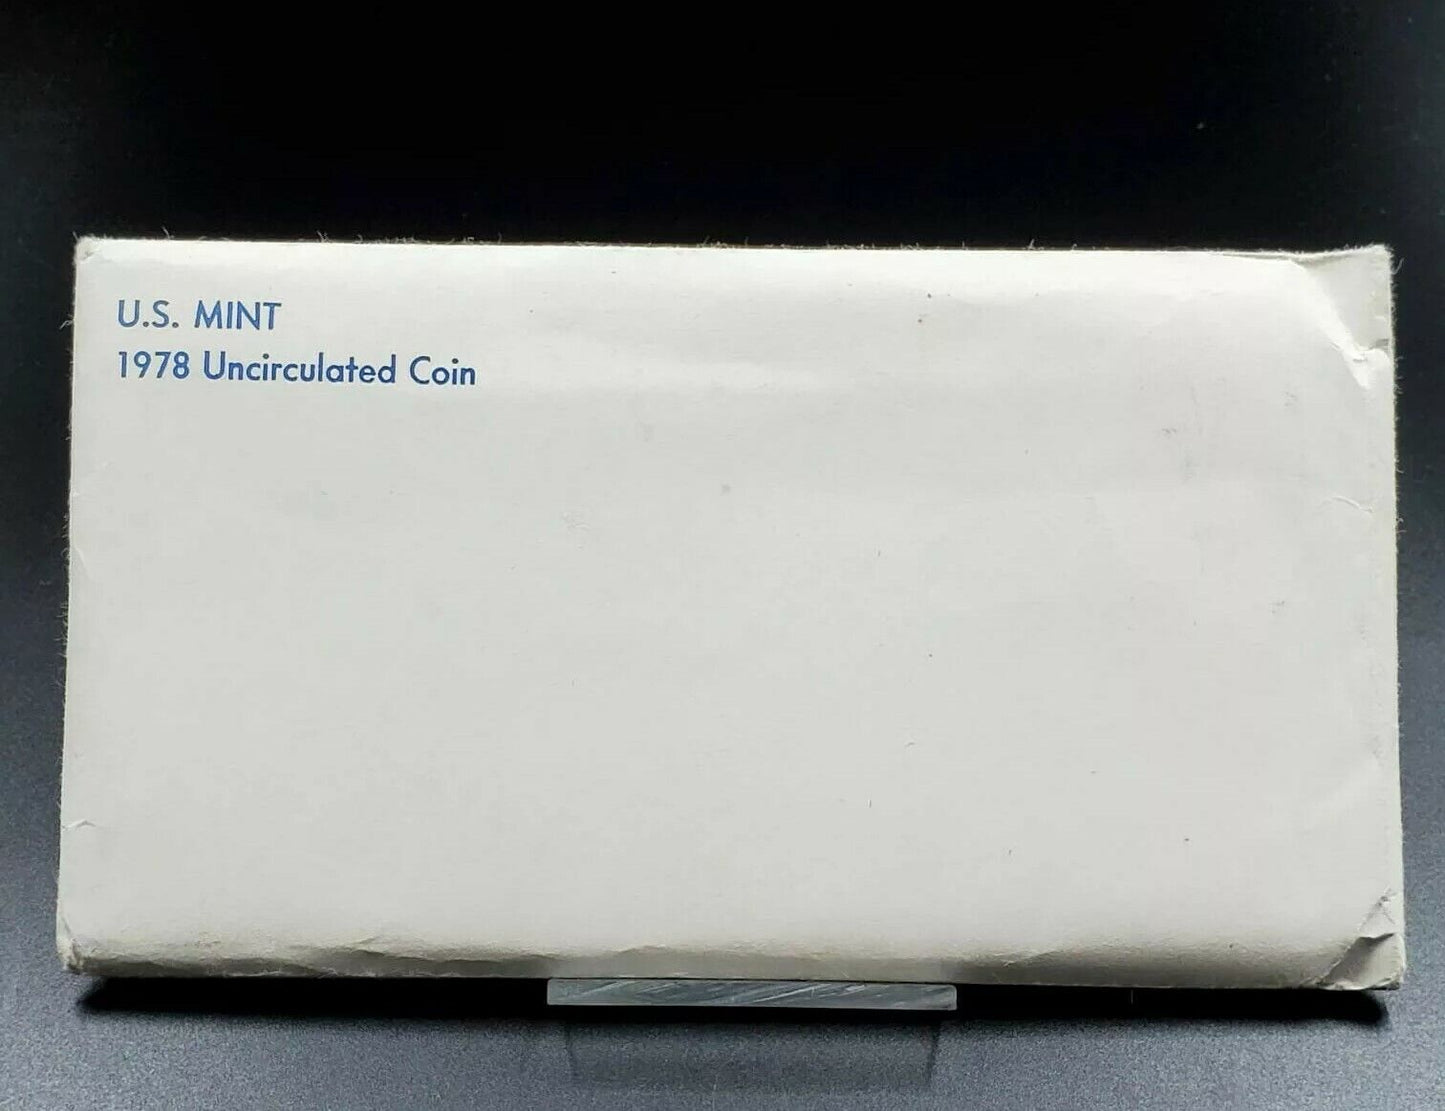 U.S. MINT
1978 Uncirculated Coin